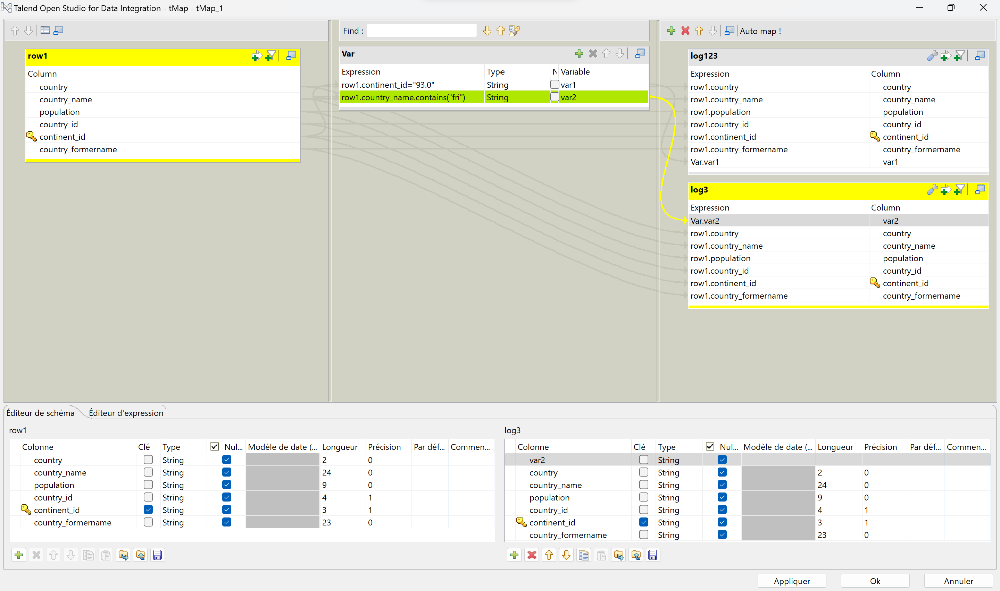 Talend Open Studio for Data Integration - tMap - tMap_1
row1
Column
country
country_name
population
country_id
continent_id
country_formername
Find :
Var
Expression Type N Variable
row1.continent_id="93.0" String var1
row1.country_name.contains("fri") String var2
Auto map !
log123
Expression Column
row1.country country
row1.country_name country_name
row1.population population
row1.country_id country_id
row1.continent_id continent_id
row1.country_formername country_formername
Var.var1 var1
log3
Expression Column
Var.var2 var2
row1.country country
row1.country_name country_name
row1.population population
row1.country_id country_id
row1.continent_id continent_id
row1.country_formername country_formername
Éditeur de schéma Éditeur d'expression
row1
Colonne Clé Type Nul... Modèle de date (... Longueur Précision Par déf... Commen...
country String 2 0
country_name String 24 0
population String 9 0
country_id String 4 1
continent_id String 3 1
country_formername String 23 0
log3
Colonne Clé Type Nul... Modèle de date (... Longueur Précision Par déf... Commen...
var2 String
country String 2 0
country_name String 24 0
population String 9 0
country_id String 4 1
continent_id String 3 1
country_formername String 23 0
Appliquer Ok Annuler